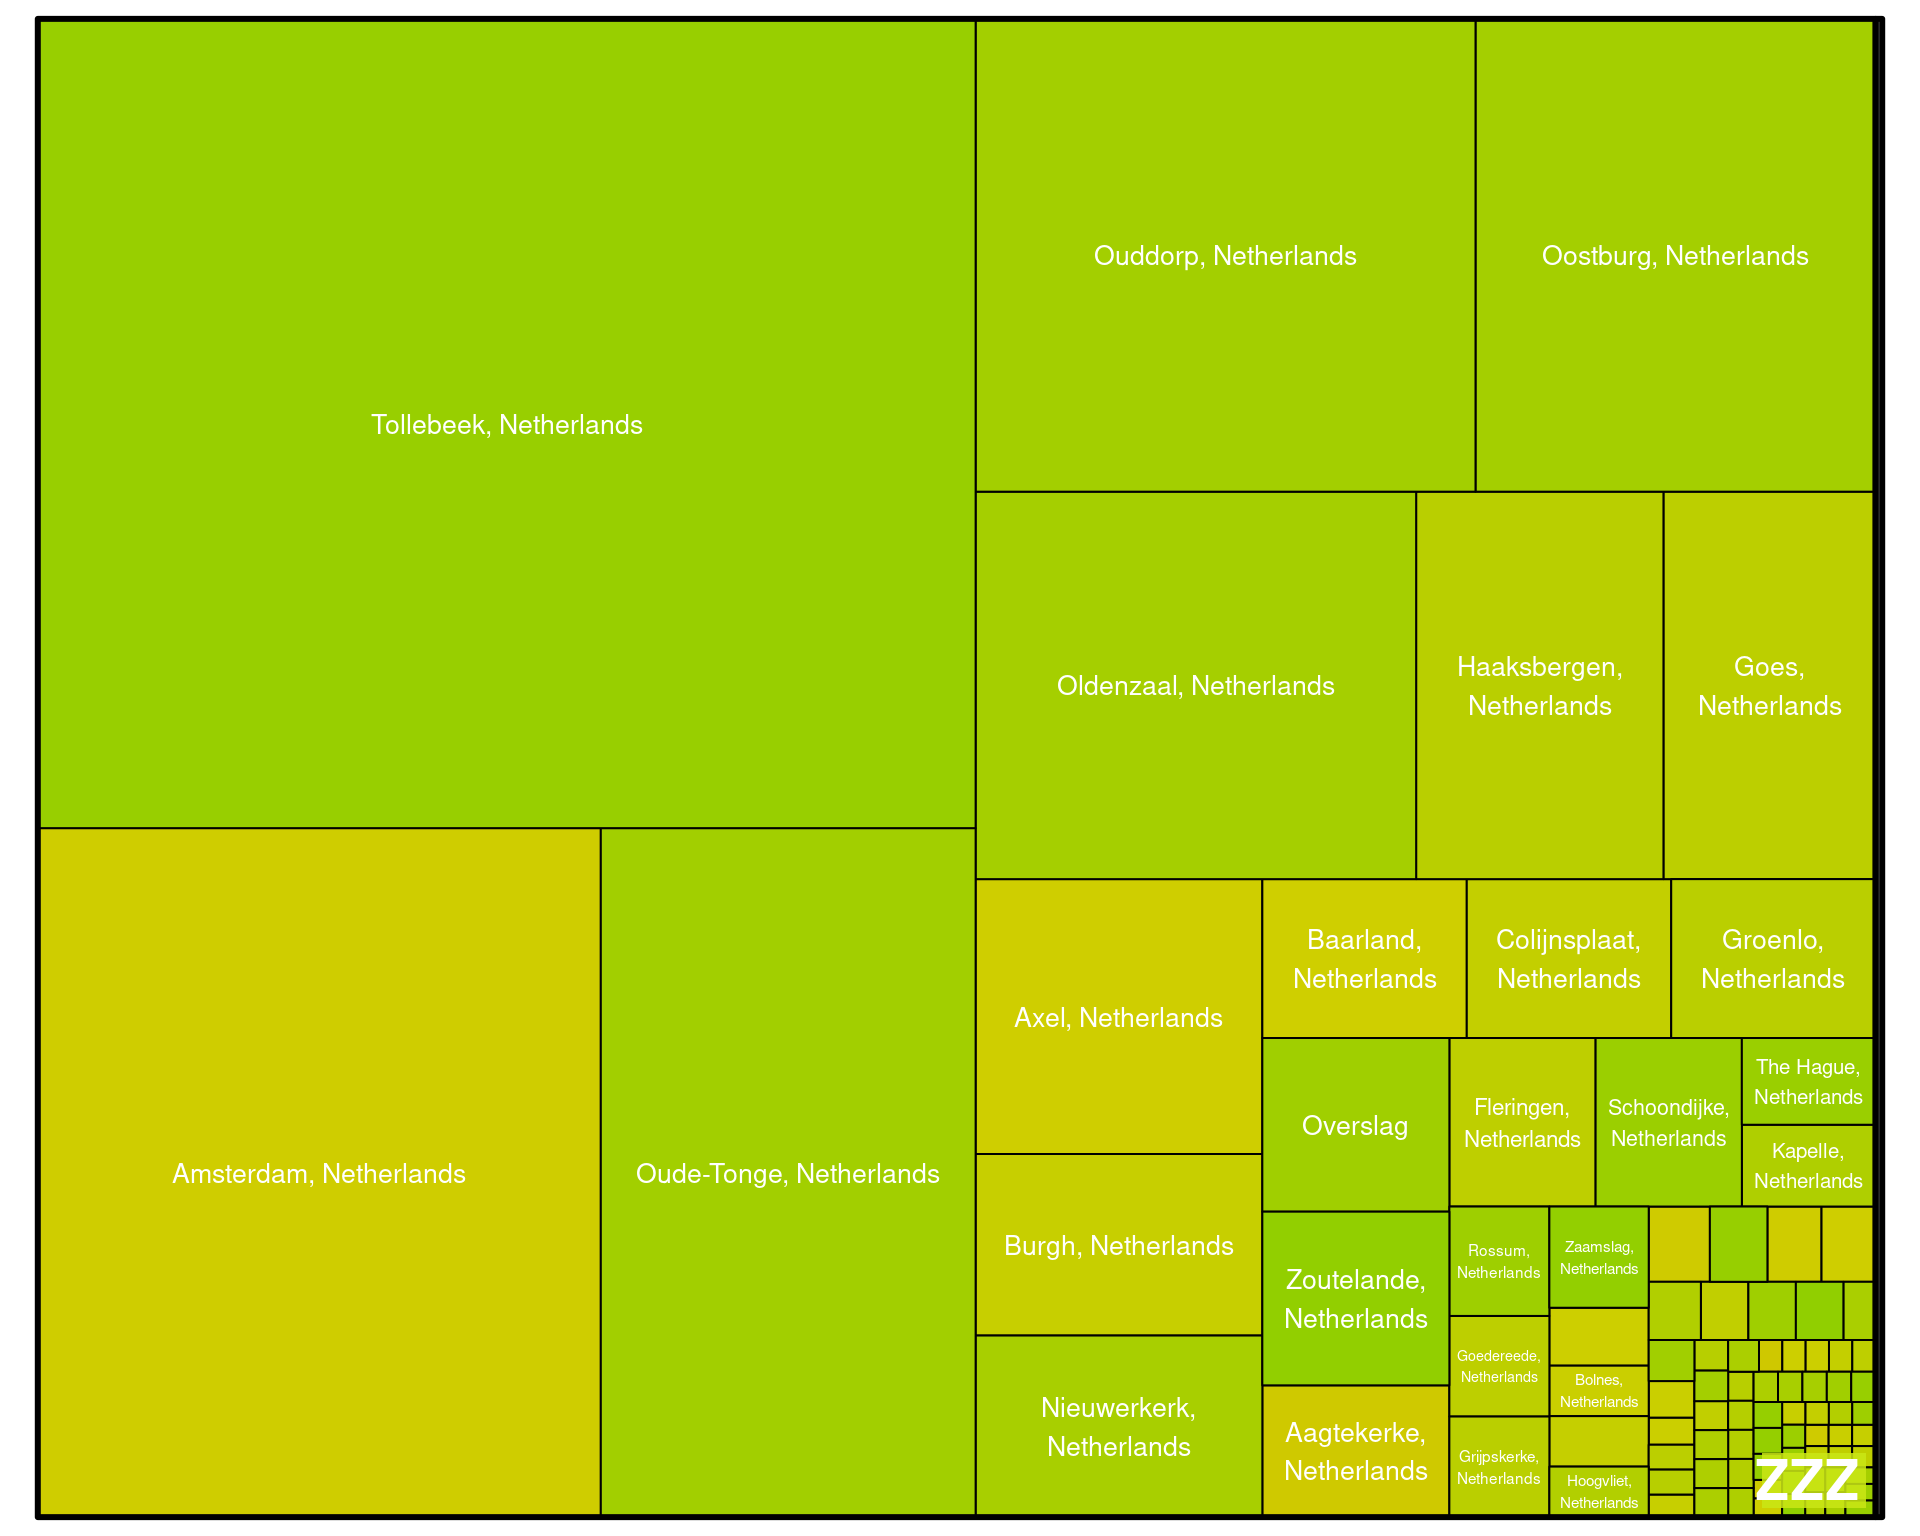 Tollebeek, Netherlands
Ouddorp, Netherlands
Oostburg, Netherlands
Oldenzaal, Netherlands
Haaksbergen,
Netherlands
Goes,
Netherlands
Amsterdam, Netherlands
Oude-Tonge, Netherlands
Axel, Netherlands
Burgh, Netherlands
Nieuwerkerk,
Netherlands
Baarland,
Netherlands
Colijnsplaat,
Netherlands
Groenlo,
Netherlands
Overslag
Zoutelande,
Netherlands
Aagtekerke,
Netherlands
Fleringen,
Netherlands
Schoondijke,
Netherlands
The Hague,
Netherlands
Kapelle,
Netherlands
Rossum,
Netherlands
Goedereede,
Netherlands
Grijpskerke,
Netherlands
Zaamslag,
Netherlands
Bolnes,
Netherlands
Hoogvliet,
Netherlands
ZZZ